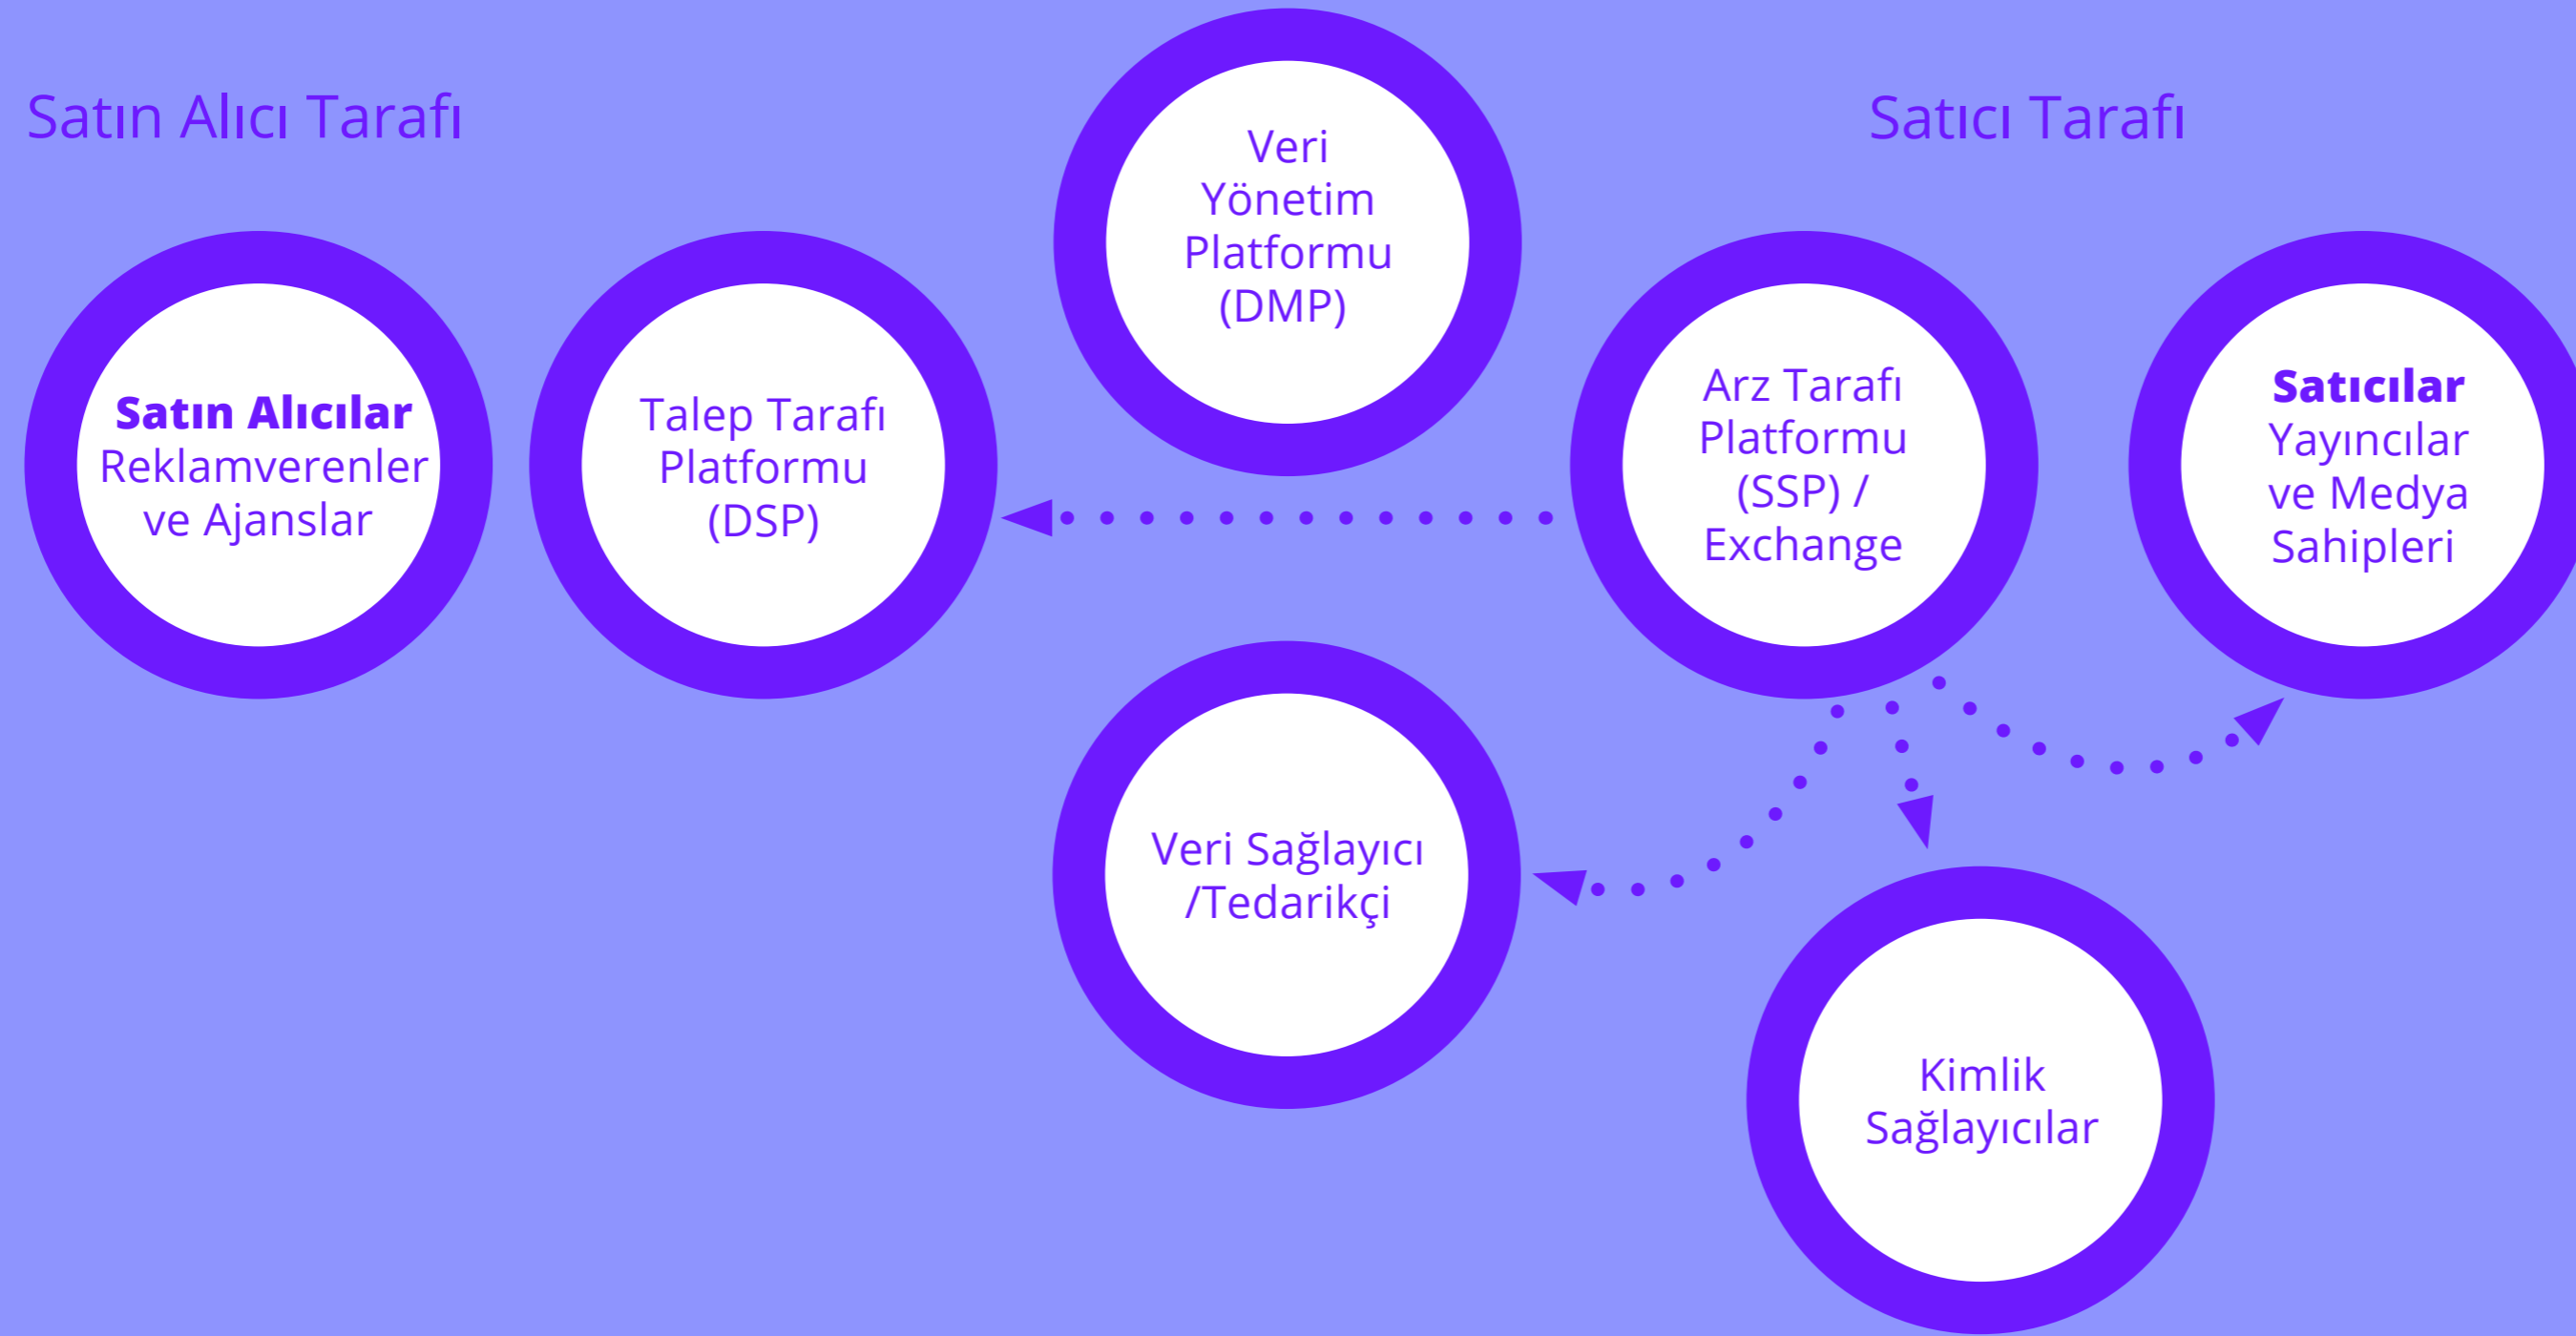 Satın Alıcı Tarafı
Satıcı Tarafı
Satın Alıcılar
Reklamverenler
ve Ajanslar
Talep Tarafı
Platformu
(DSP)
Veri
Yönetim
Platformu
(DMP)
Arz Tarafı
Platformu
(SSP) /
Exchange
Satıcılar
Yayıncılar
ve Medya
Sahipleri
Veri Sağlayıcı
/Tedarikçi
Kimlik
Sağlayıcılar